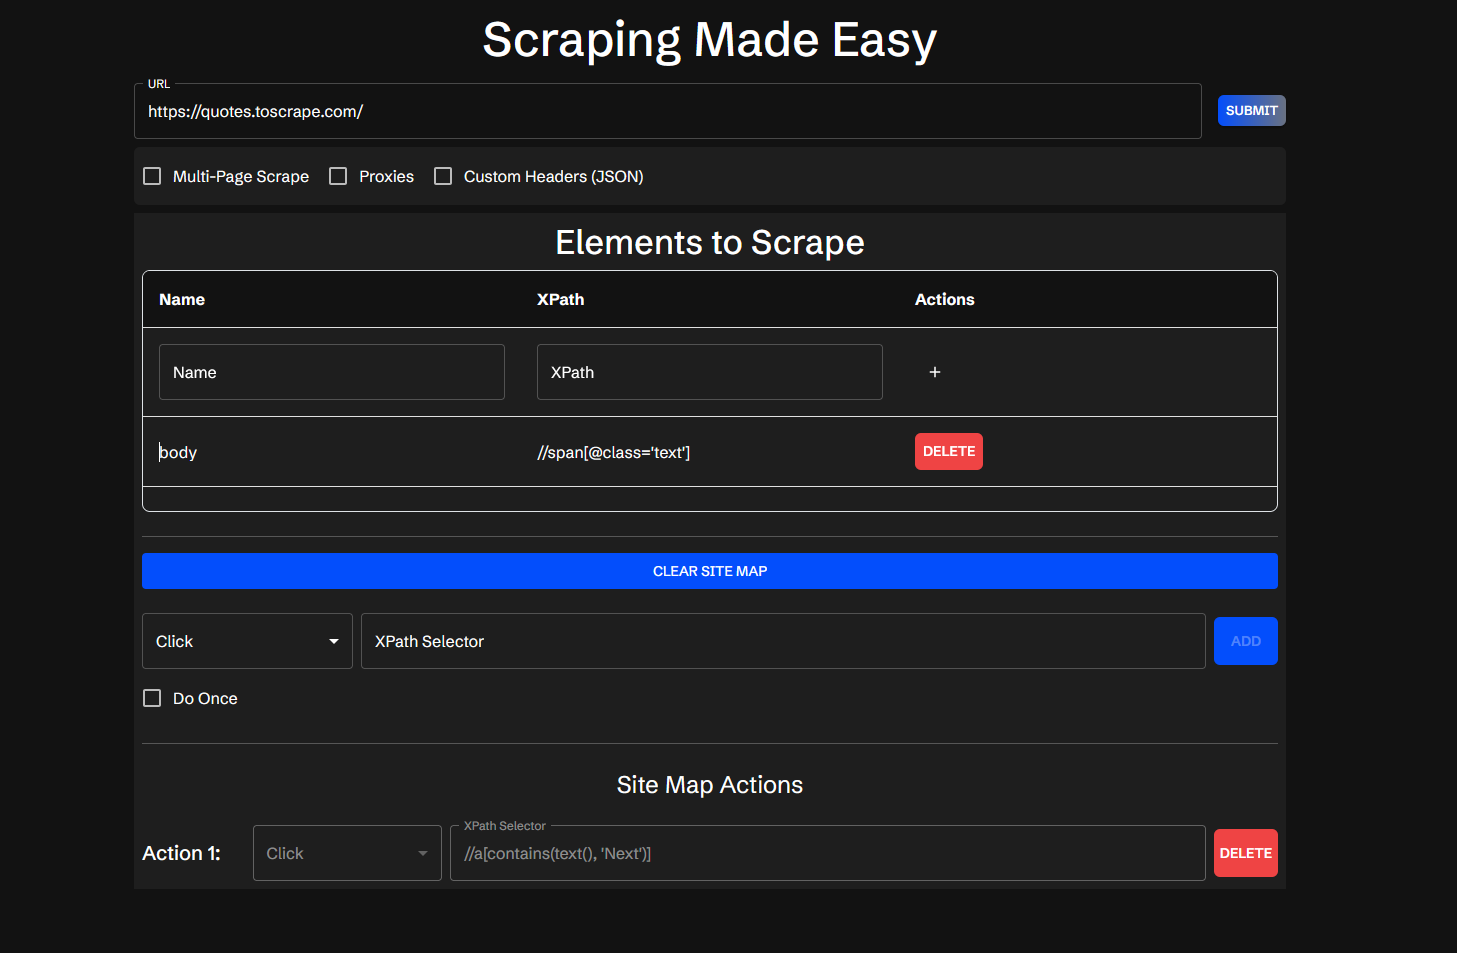 Scraping Made Easy
URL
https://quotes.toscrape.com/
SUBMIT
Multi-Page Scrape Proxies Custom Headers (JSON)
Elements to Scrape
Name XPath Actions
Name XPath +
body //span[@class='text'] DELETE
CLEAR SITE MAP
Click XPath Selector ADD
Do Once
Site Map Actions
XPath Selector
Action 1: Click //a[contains(text(), 'Next')] DELETE